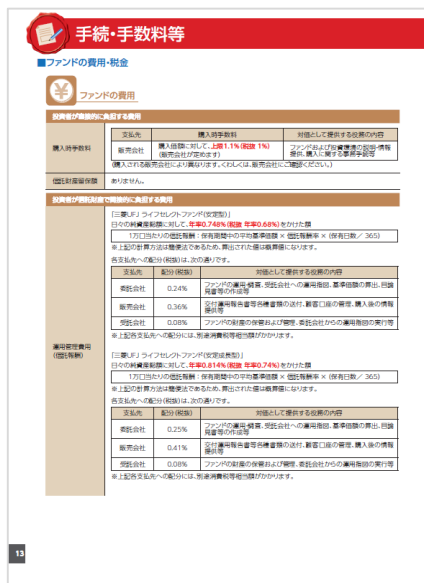 手続・手数料等
■ファンドの費用・税金
¥ ファンドの費用
投資者が直接的に負担する費用
購入時手数料
支払先 購入時手数料 対価として提供する役務の内容
販売会社 購入価額に対して、上限1.1%(税抜 1%)
(販売会社が定めます)
ファンドおよび投資環境の説明・情報
提供、購入に関する事務手続等
(購入される販売会社により異なります。くわしくは、販売会社にご確認ください。)
信託財産留保額 ありません。
投資者が信託財産で間接的に負担する費用
運用管理費用
(信託報酬)
「三菱UFJ ライフセレクトファンド(安定型)」
日々の純資産総額に対して、年率0.748%(税抜 年率0.68%)をかけた額
1万口当たりの信託報酬:保有期間中の平均基準価額 × 信託報酬率 ×(保有日数/365)
※上記の計算方法は簡便法であるため、算出された値は概算値になります。
各支払先への配分(税抜)は、次の通りです。
支払先 配分(税抜) 対価として提供する役務の内容
委託会社 0.24% ファンドの運用・調査、受託会社への運用指図、基準価額の算出、目論
見書等の作成等
販売会社 0.36% 交付運用報告書等各種書類の送付、顧客口座の管理、購入後の情報
提供等
受託会社 0.08% ファンドの財産の保管および管理、委託会社からの運用指図の実行等
※上記各支払先への配分には、別途消費税等相当額がかかります。
「三菱UFJ ライフセレクトファンド(安定成長型)」
日々の純資産総額に対して、年率0.814%(税抜 年率0.74%)をかけた額
1万口当たりの信託報酬:保有期間中の平均基準価額 × 信託報酬率 ×(保有日数/365)
※上記の計算方法は簡便法であるため、算出された値は概算値になります。
各支払先への配分(税抜)は、次の通りです。
支払先 配分(税抜) 対価として提供する役務の内容
委託会社 0.25% ファンドの運用・調査、受託会社への運用指図、基準価額の算出、目論
見書等の作成等
販売会社 0.41% 交付運用報告書等各種書類の送付、顧客口座の管理、購入後の情報
提供等
受託会社 0.08% ファンドの財産の保管および管理、委託会社からの運用指図の実行等
※上記各支払先への配分には、別途消費税等相当額がかかります。
13